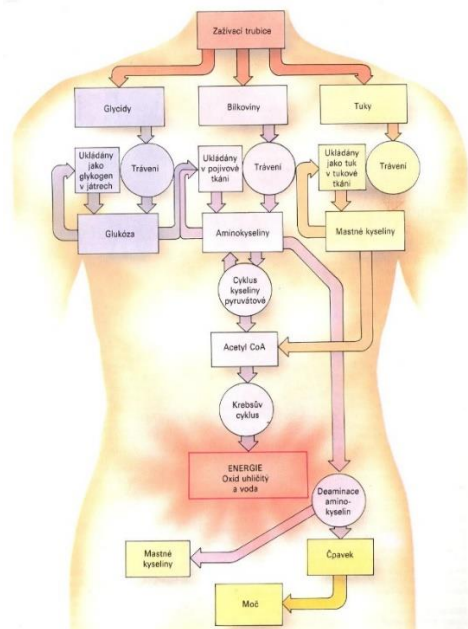 Zažívací trubice
Glycidy
Bílkoviny
Tuky
Ukládány
jako
glykogen
v játrech
Trávení
Ukládány
v pojivové
tkáni
Trávení
Ukládány
jako tuk
v tukové
tkáni
Trávení
Glukóza
Aminokyseliny
Mastné kyseliny
Cyklus
kyseliny
pyruvátové
Acetyl CoA
Krebsův
cyklus
ENERGIE
Oxid uhličitý
a voda
Deaminace
amino-
kyselin
Mastné
kyseliny
Čpavek
Moč